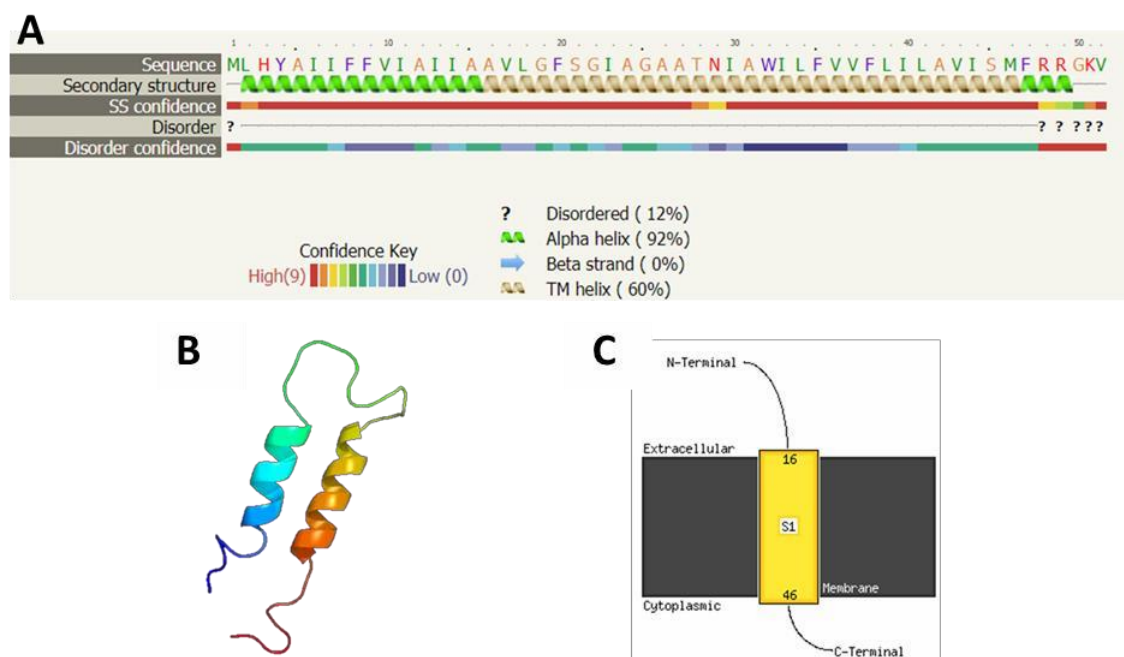 A
1 10 20 30 40 50
Sequence MLHYAIIFFVIAIIAAVLGFSGIAGAATNIAWILFVVFLILAVISMFRRGKV
Secondary structure
SS confidence
Disorder ? ? ? ? ? ?
Disorder confidence
? Disordered ( 12%)
Alpha helix ( 92%)
Beta strand ( 0%)
TM helix ( 60%)
Confidence Key
High(9) Low (0)
B
C
N-Terminal
Extracellular
16
S1
46
Membrane
Cytoplasmic
C-Terminal